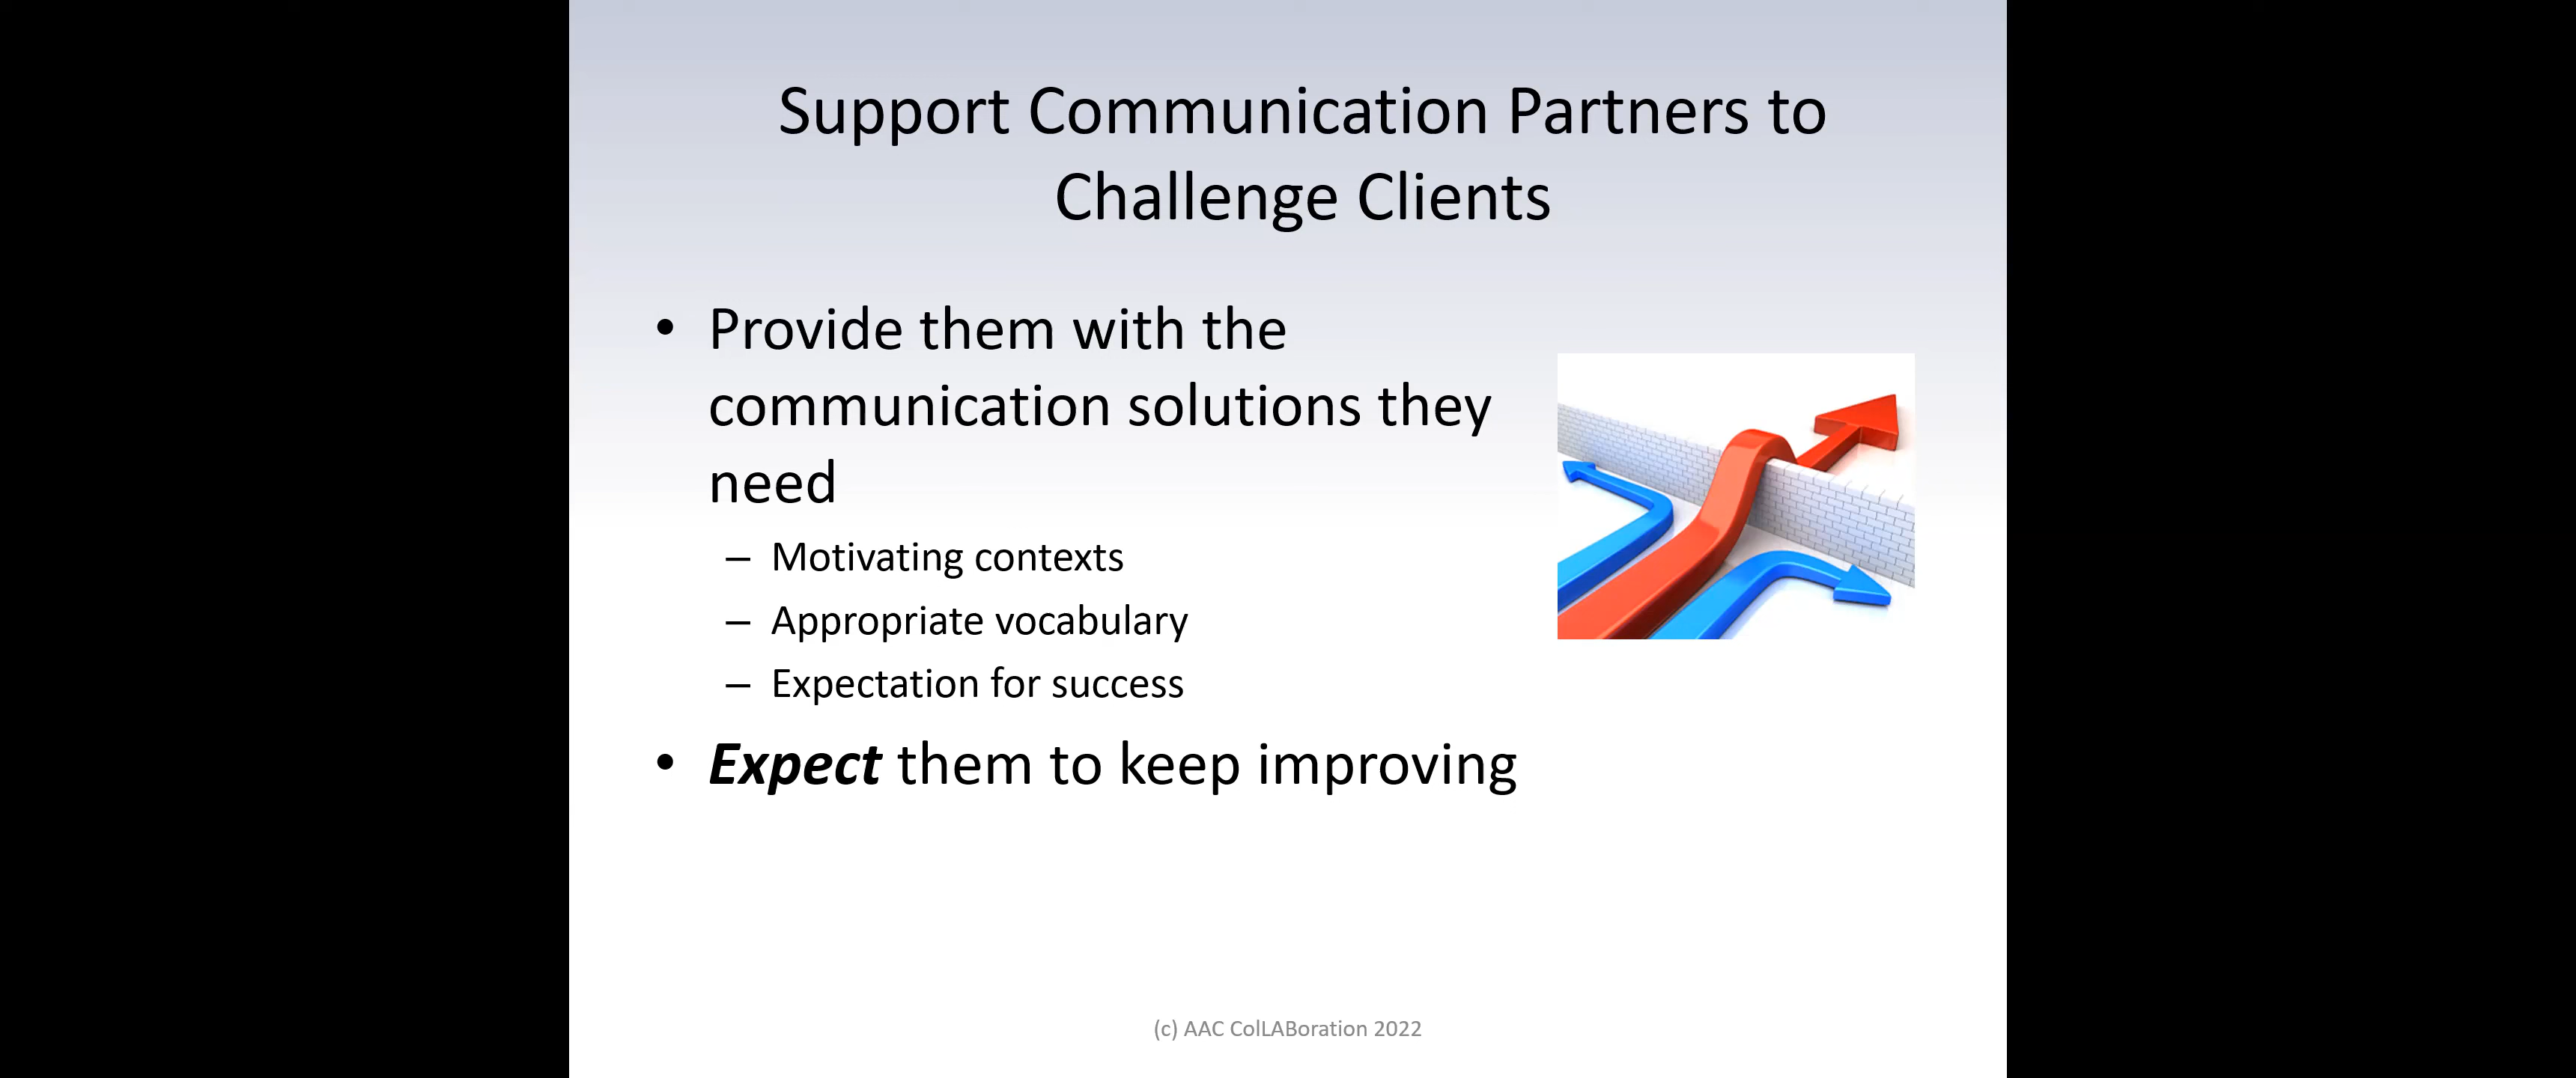 Support Communication Partners to
Challenge Clients
• Provide them with the
communication solutions they
need
– Motivating contexts
– Appropriate vocabulary
– Expectation for success
• Expect them to keep improving
(c) AAC ColLABoration 2022